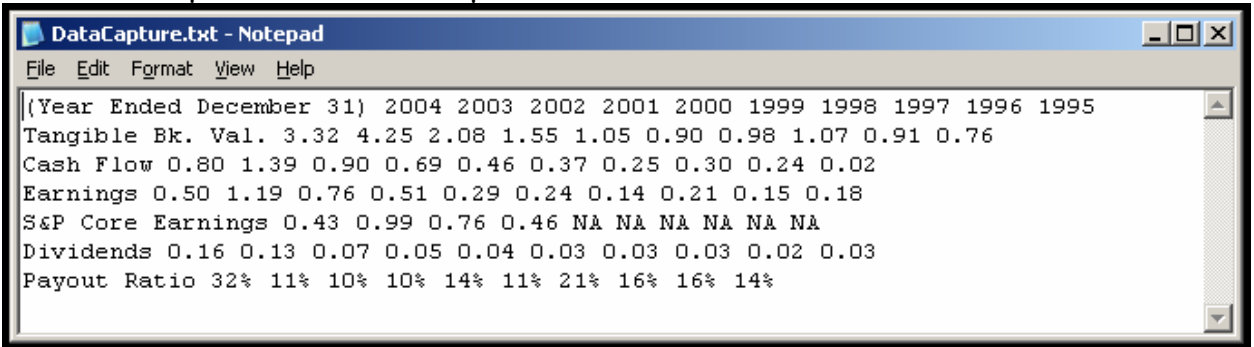 DataCapture.txt - Notepad
File Edit Format View Help
(Year Ended December 31) 2004 2003 2002 2001 2000 1999 1998 1997 1996 1995
Tangible Bk. Val. 3.32 4.25 2.08 1.55 1.05 0.90 0.98 1.07 0.91 0.76
Cash Flow 0.80 1.39 0.90 0.69 0.46 0.37 0.25 0.30 0.24 0.02
Earnings 0.50 1.19 0.76 0.51 0.29 0.24 0.14 0.21 0.15 0.18
S&P Core Earnings 0.43 0.99 0.76 0.46 NA NA NA NA NA NA
Dividends 0.16 0.13 0.07 0.05 0.04 0.03 0.03 0.03 0.02 0.03
Payout Ratio 32% 11% 10% 10% 14% 11% 21% 16% 16% 14%